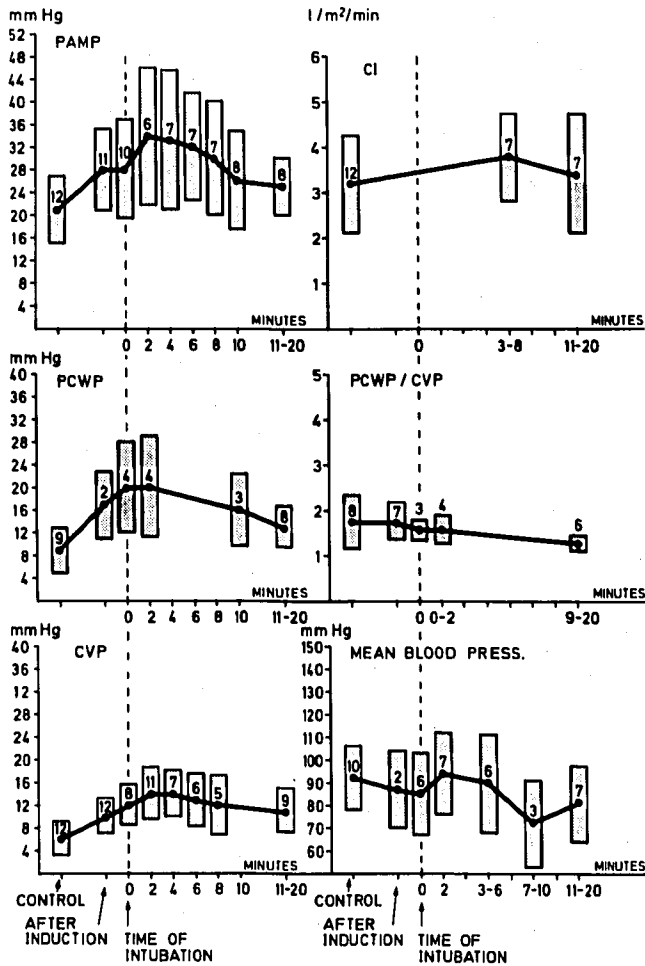 mm Hg
PAMP
52
48
44
40
36
32
28
24
20
16
12
8
4
12
11
10
6
7
7
7
8
8
MINUTES
0 2 4 6 8 10 11-20
l/m²/min
CI
6
5
4
3
2
1
12
7
7
MINUTES
0 3-8 11-20
mm Hg
PCWP
40
36
32
28
24
20
16
12
8
4
9
2
4
4
3
8
MINUTES
0 2 4 6 8 10 11-20
PCWP / CVP
5
4
3
2
1
8
7
3
4
6
MINUTES
0 0-2 9-20
mm Hg
CVP
40
36
32
28
24
20
16
12
8
4
12
12
8
11
7
6
5
9
MINUTES
0 2 4 6 8 10 11-20
CONTROL
AFTER
INDUCTION
TIME OF
INTUBATION
mm Hg
MEAN BLOOD PRESS.
150
140
130
120
110
100
90
80
70
60
10
2
6
7
6
3
7
MINUTES
0 2 3-6 7-10 11-20
CONTROL
AFTER
INDUCTION
TIME OF
INTUBATION